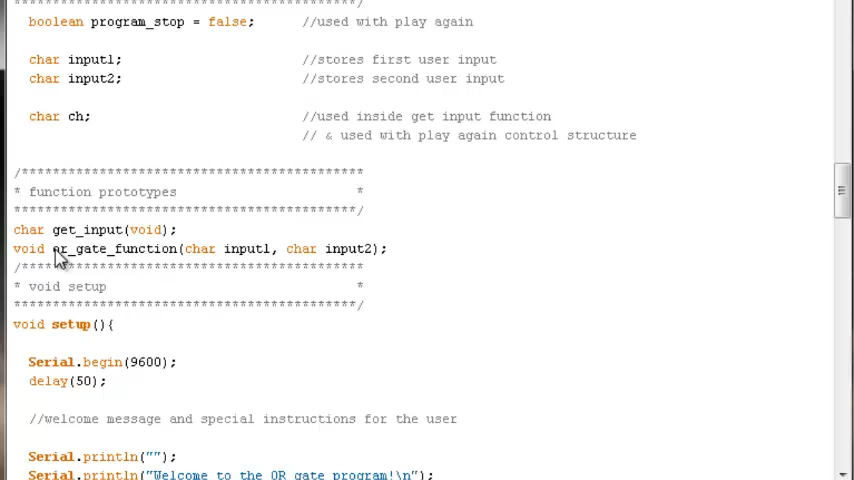 ***********************************************/
boolean program_stop = false; //used with play again
char input1; //stores first user input
char input2; //stores second user input
char ch; //used inside get input function
// & used with play again control structure
/********************************************
* function prototypes *
********************************************/
char get_input(void);
void or_gate_function(char input1, char input2);
/********************************************
* void setup *
********************************************/
void setup(){
Serial.begin(9600);
delay(50);
//welcome message and special instructions for the user
Serial.println("");
Serial.println("Welcome to the OR gate program!\n");